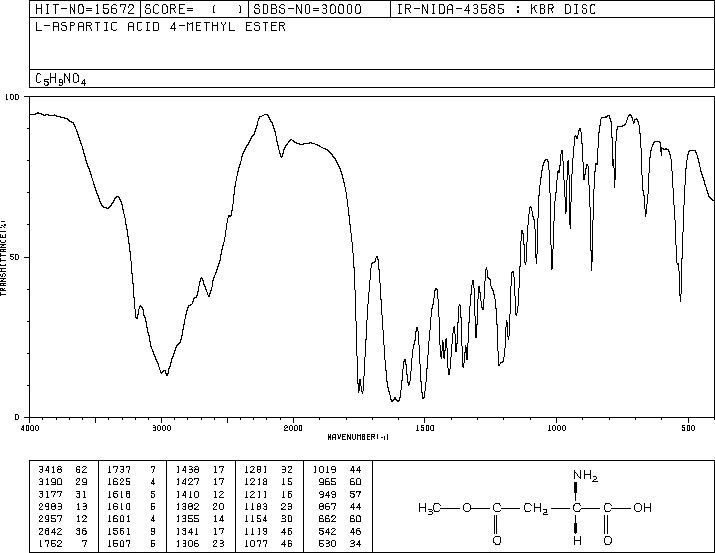 HIT-NO=15672 SCORE= ( ) SDBS-NO=30000 IR-NIDA-43585 : KBR DISC
L-ASPARTIC ACID 4-METHYL ESTER
C5H9NO4
100
TRANSMITTANCE(%)
50
0
4000 3000 2000 1500 1000 500
3418 62 1737 7 1438 17 1281 32 1019 44
3190 29 1625 4 1427 17 1218 15 965 60
3177 31 1618 5 1410 12 1211 16 949 57
2983 13 1610 5 1382 20 1183 23 867 44
2957 12 1601 4 1355 14 1154 30 662 60
2642 36 1561 9 1341 17 1119 46 542 46
1752 7 1507 5 1306 23 1077 46 530 34
NH2
H3C O CH2 C C OH
O H O